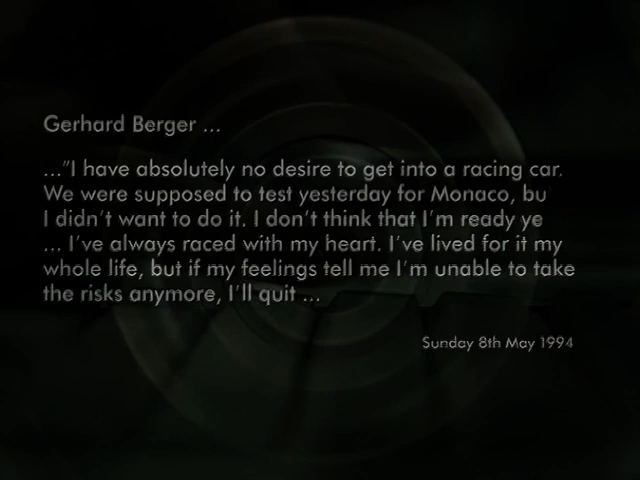 Gerhard Berger ...
..."I have absolutely no desire to get into a racing car.
We were supposed to test yesterday for Monaco, bu
I didn't want to do it. I don't think that I'm ready ye
... I've always raced with my heart. I've lived for it my
whole life, but if my feelings tell me I'm unable to take
the risks anymore, I'll quit ...
Sunday 8th May 1994